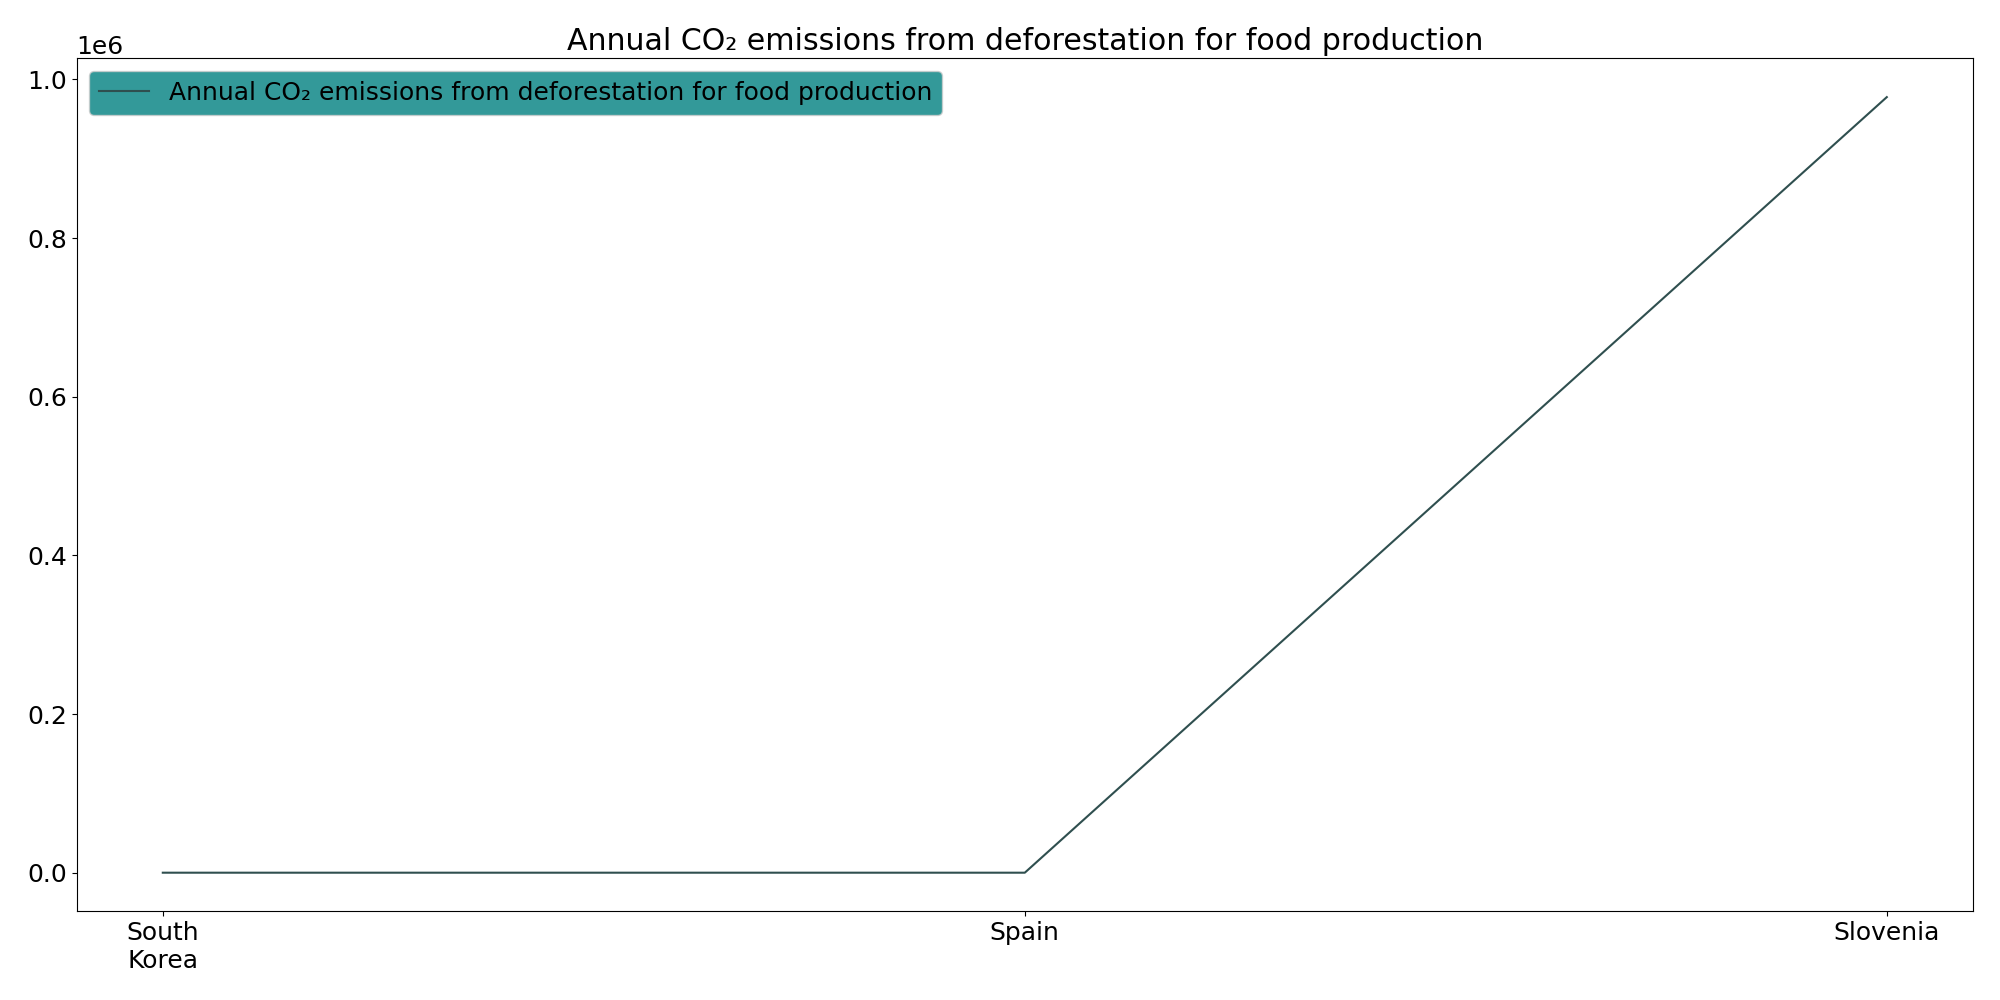 Annual CO₂ emissions from deforestation for food production
1e6
Annual CO₂ emissions from deforestation for food production
1.0
0.8
0.6
0.4
0.2
0.0
South
Korea
Spain
Slovenia